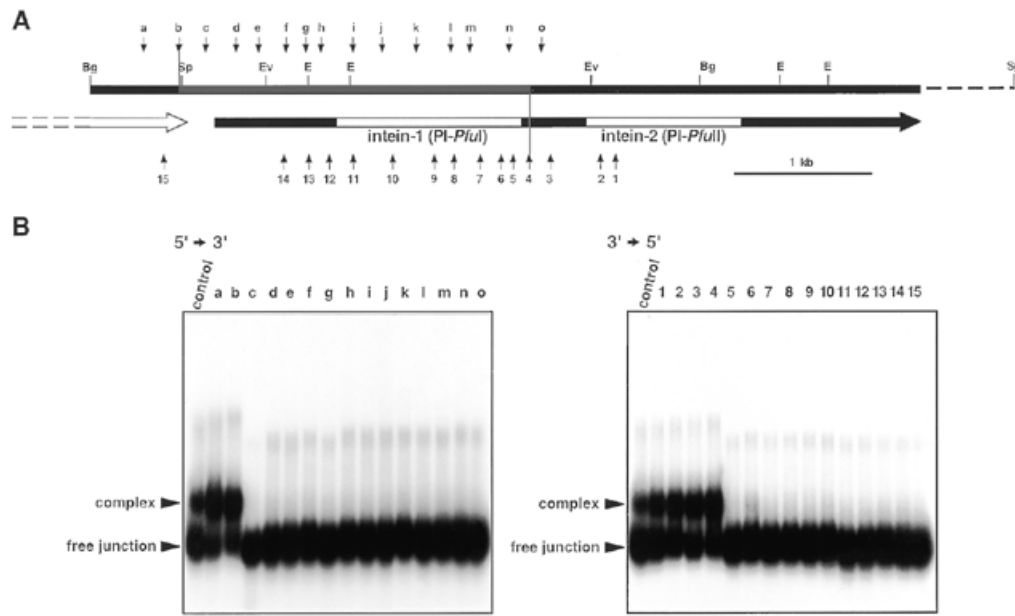 A
a b c d e f g h i j k l m n o
Bg Sp Ev E E Ev Bg E E S
intein-1 (PI-PfuI) intein-2 (PI-PfuII)
1 kb
15 14 13 12 11 10 9 8 7 6 5 4 3 2 1
B
5' → 3' 3' → 5'
control a b c d e f g h i j k l m n o control 1 2 3 4 5 6 7 8 9 10 11 12 13 14 15
complex complex
free junction free junction